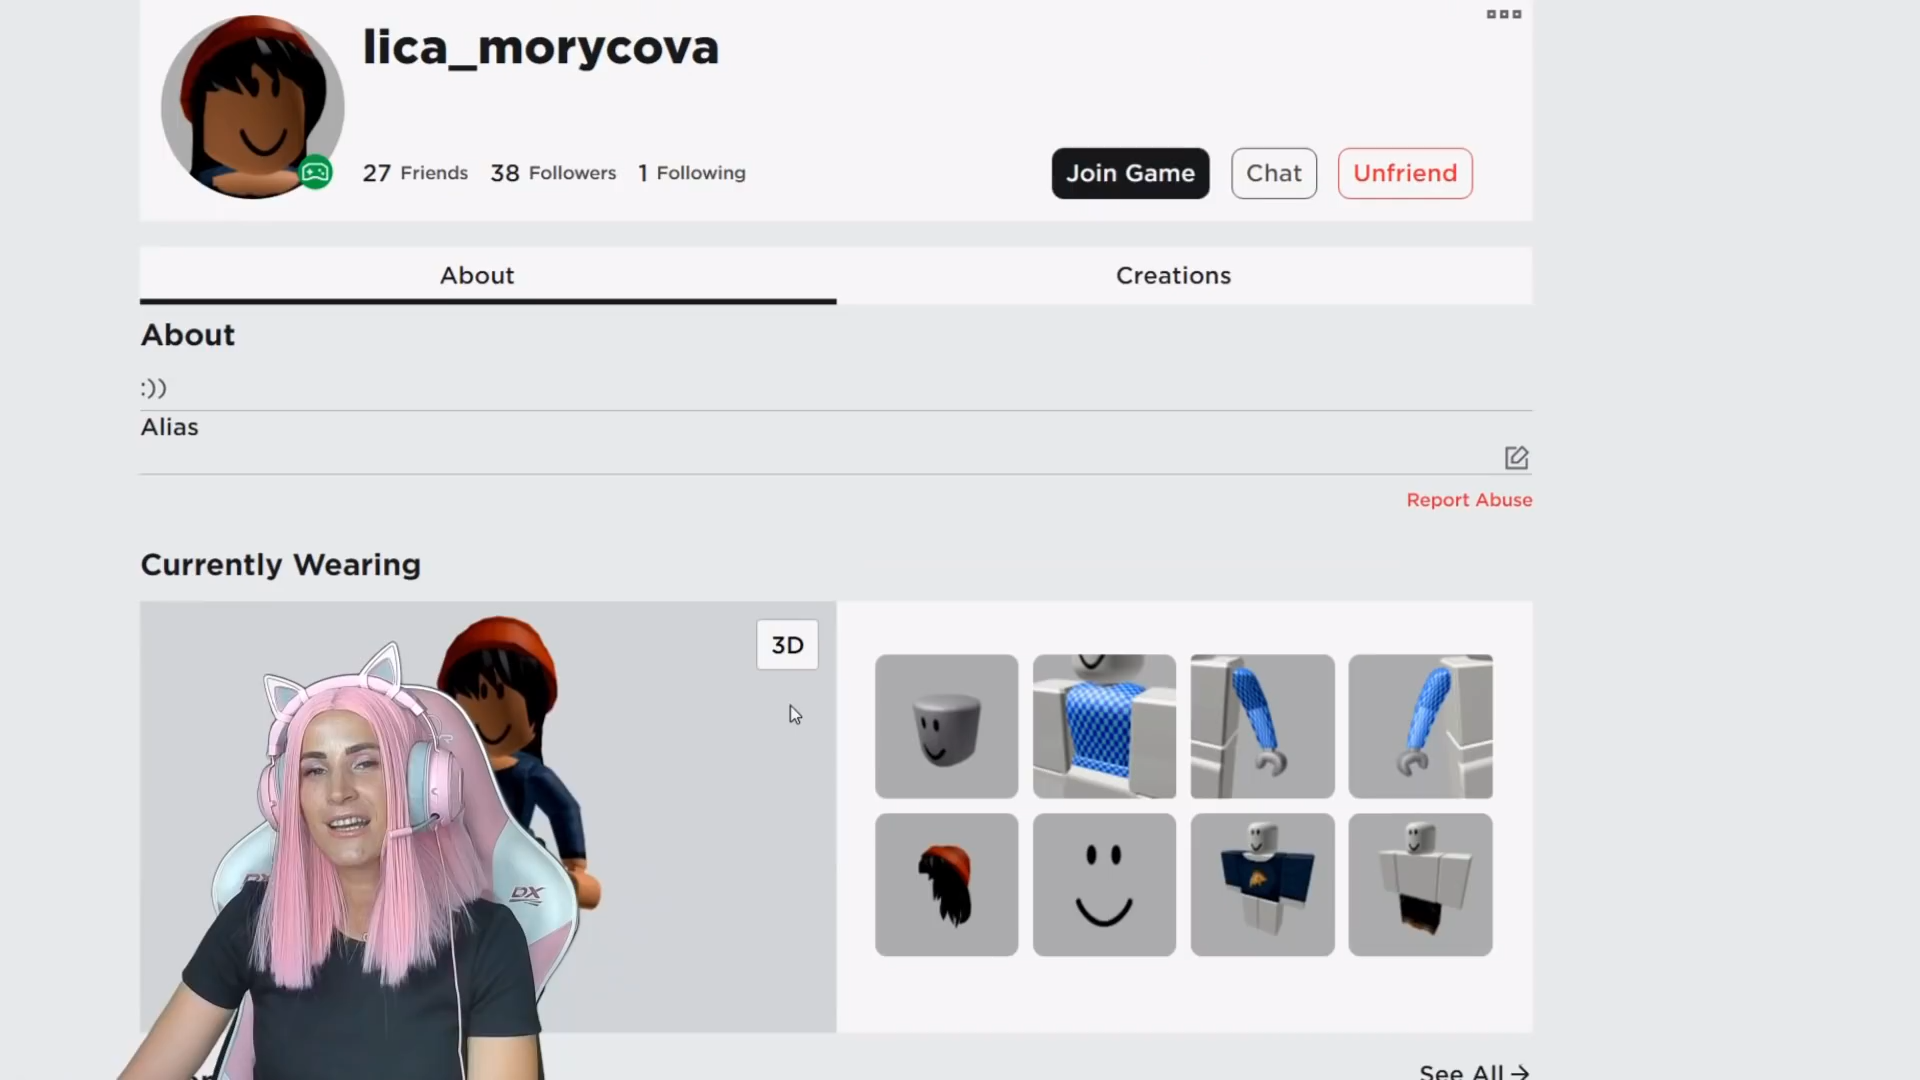 lica_morycova
27 Friends 38 Followers 1 Following
Join Game Chat Unfriend
About Creations
About
:))
Alias
Report Abuse
Currently Wearing
3D
DX
See All →